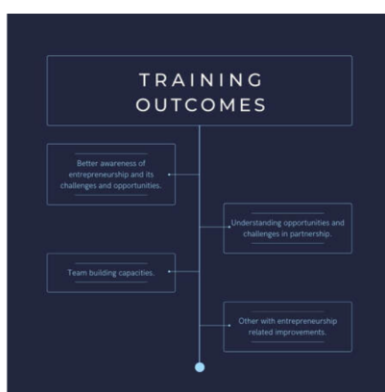 TRAINING
OUTCOMES
Better awareness of
entrepreneurship and its
challenges and opportunities.
Understanding opportunities and
challenges in partnership.
Team building capacities.
Other with entrepreneurship
related improvements.